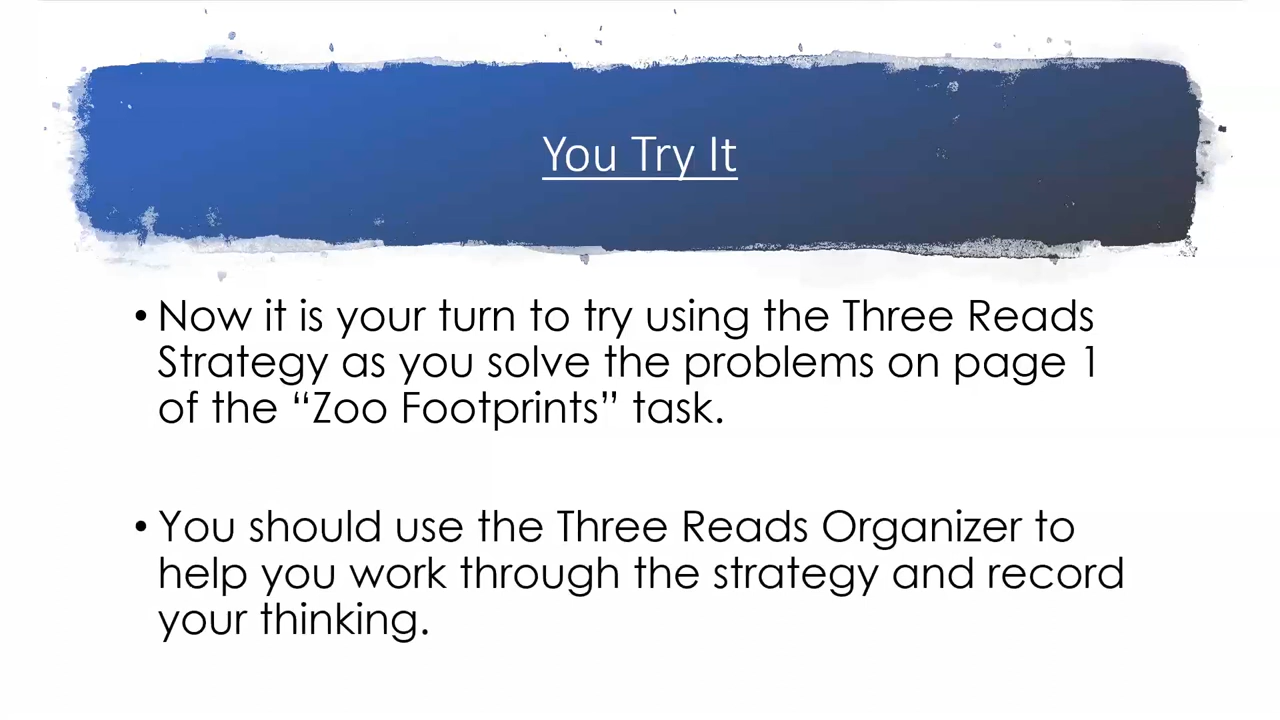 You Try It
• Now it is your turn to try using the Three Reads
Strategy as you solve the problems on page 1
of the “Zoo Footprints” task.
• You should use the Three Reads Organizer to
help you work through the strategy and record
your thinking.